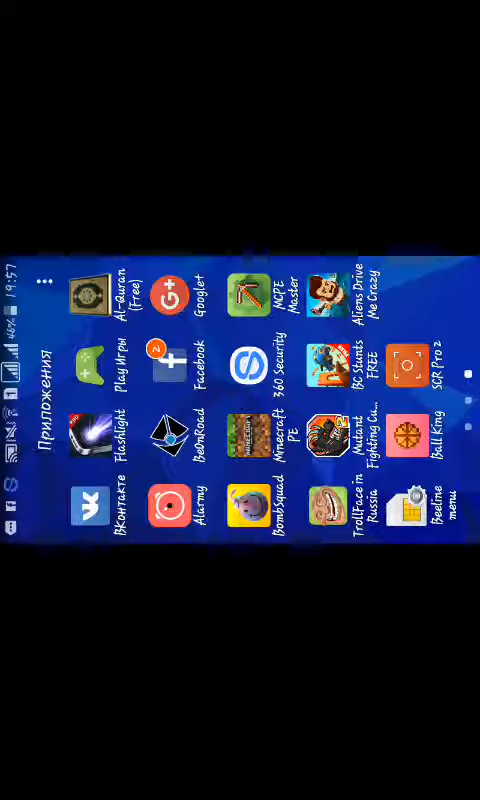 46% 19:57
Приложения
ВКонтакте
Flashlight
Play Игры
Al-Quran
(Free)
Alarmy
BeOnRoad
2
Facebook
Google+
BombSquad
Minecraft
PE
360 Security
MCPE
Master
TrollFace in
Russia
Mutant
Fighting Cu...
BC Stunts
FREE
Aliens Drive
Me Crazy
Beeline
menu
Ball King
SCR Pro 2